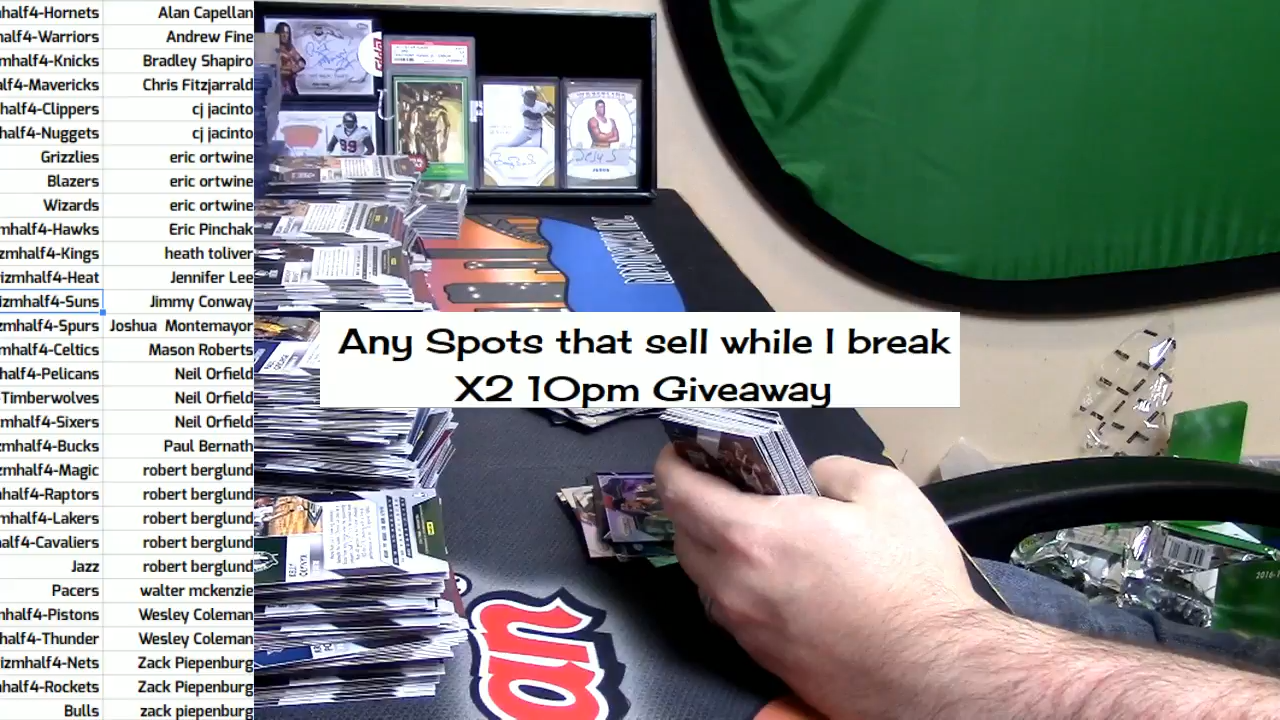 mhalf4-Hornets Alan Capellan
half4-Warriors Andrew Fine
mhalf4-Knicks Bradley Shapiro
alf4-Mavericks Chris Fitzjarrald
half4-Clippers cj jacinto
half4-Nuggets cj jacinto
Grizzlies eric ortwine
Blazers eric ortwine
Wizards eric ortwine
mhalf4-Hawks Eric Pinchak
zmhalf4-Kings heath toliver
izmhalf4-Heat Jennifer Lee
izmhalf4-Suns Jimmy Conway
zmhalf4-Spurs Joshua Montemayor
mhalf4-Celtics Mason Roberts
half4-Pelicans Neil Orfield
-Timberwolves Neil Orfield
mhalf4-Sixers Neil Orfield
mhalf4-Bucks Paul Bernath
zmhalf4-Magic robert berglund
half4-Raptors robert berglund
mhalf4-Lakers robert berglund
alf4-Cavaliers robert berglund
Jazz robert berglund
Pacers walter mckenzie
mhalf4-Pistons Wesley Coleman
half4-Thunder Wesley Coleman
izmhalf4-Nets Zack Piepenburg
half4-Rockets Zack Piepenburg
Bulls zack piepenburg
Any Spots that sell while I break
X2 10pm Giveaway